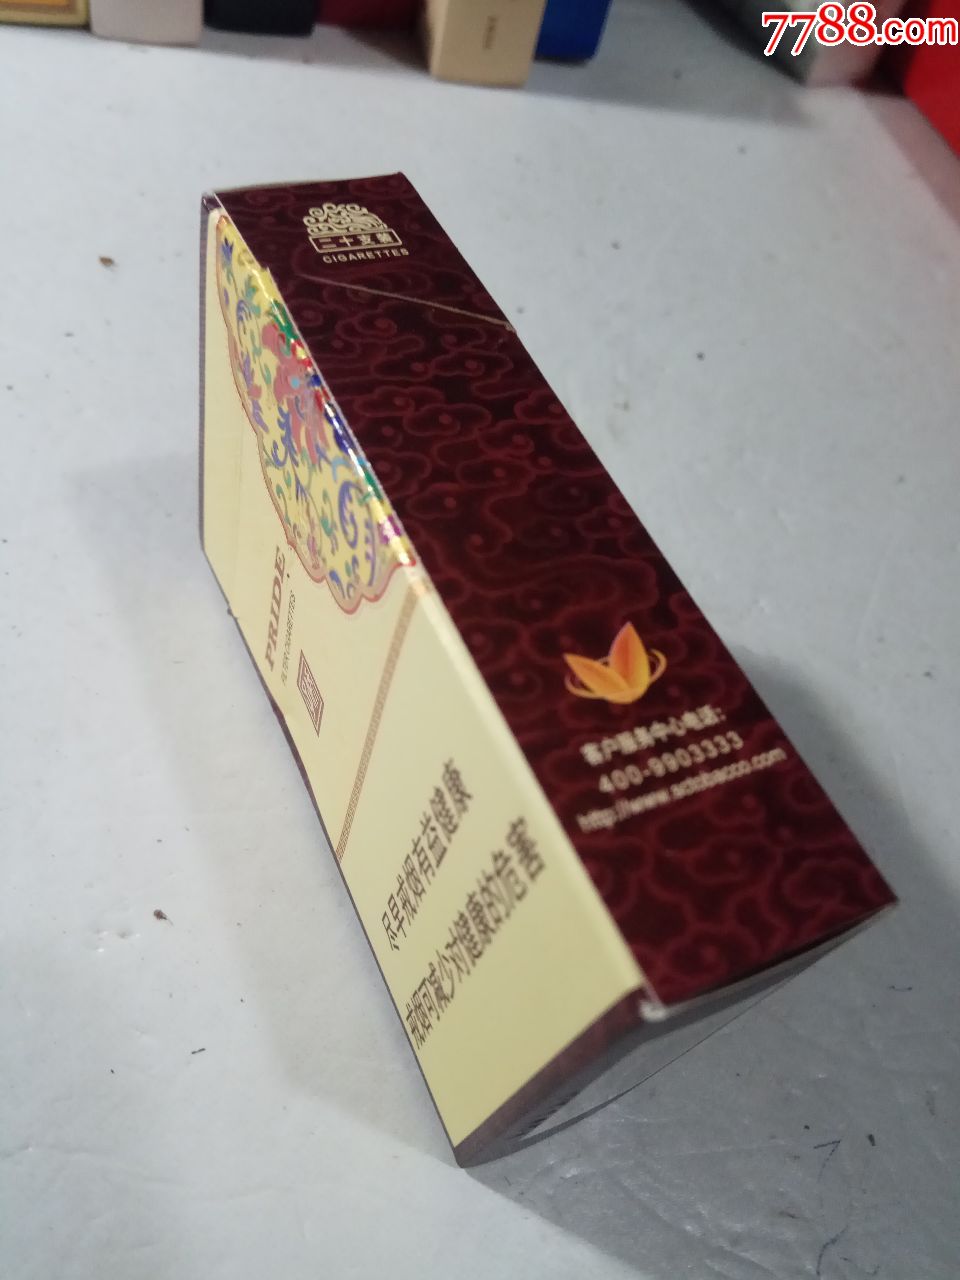 7788.com
二十支装
CIGARETTES
PRIDE
FILTER CIGARETTES
尽早戒烟有益健康
戒烟可减少对健康的危害
客户服务中心电话:
400-9903333
http://www.sctobacco.com